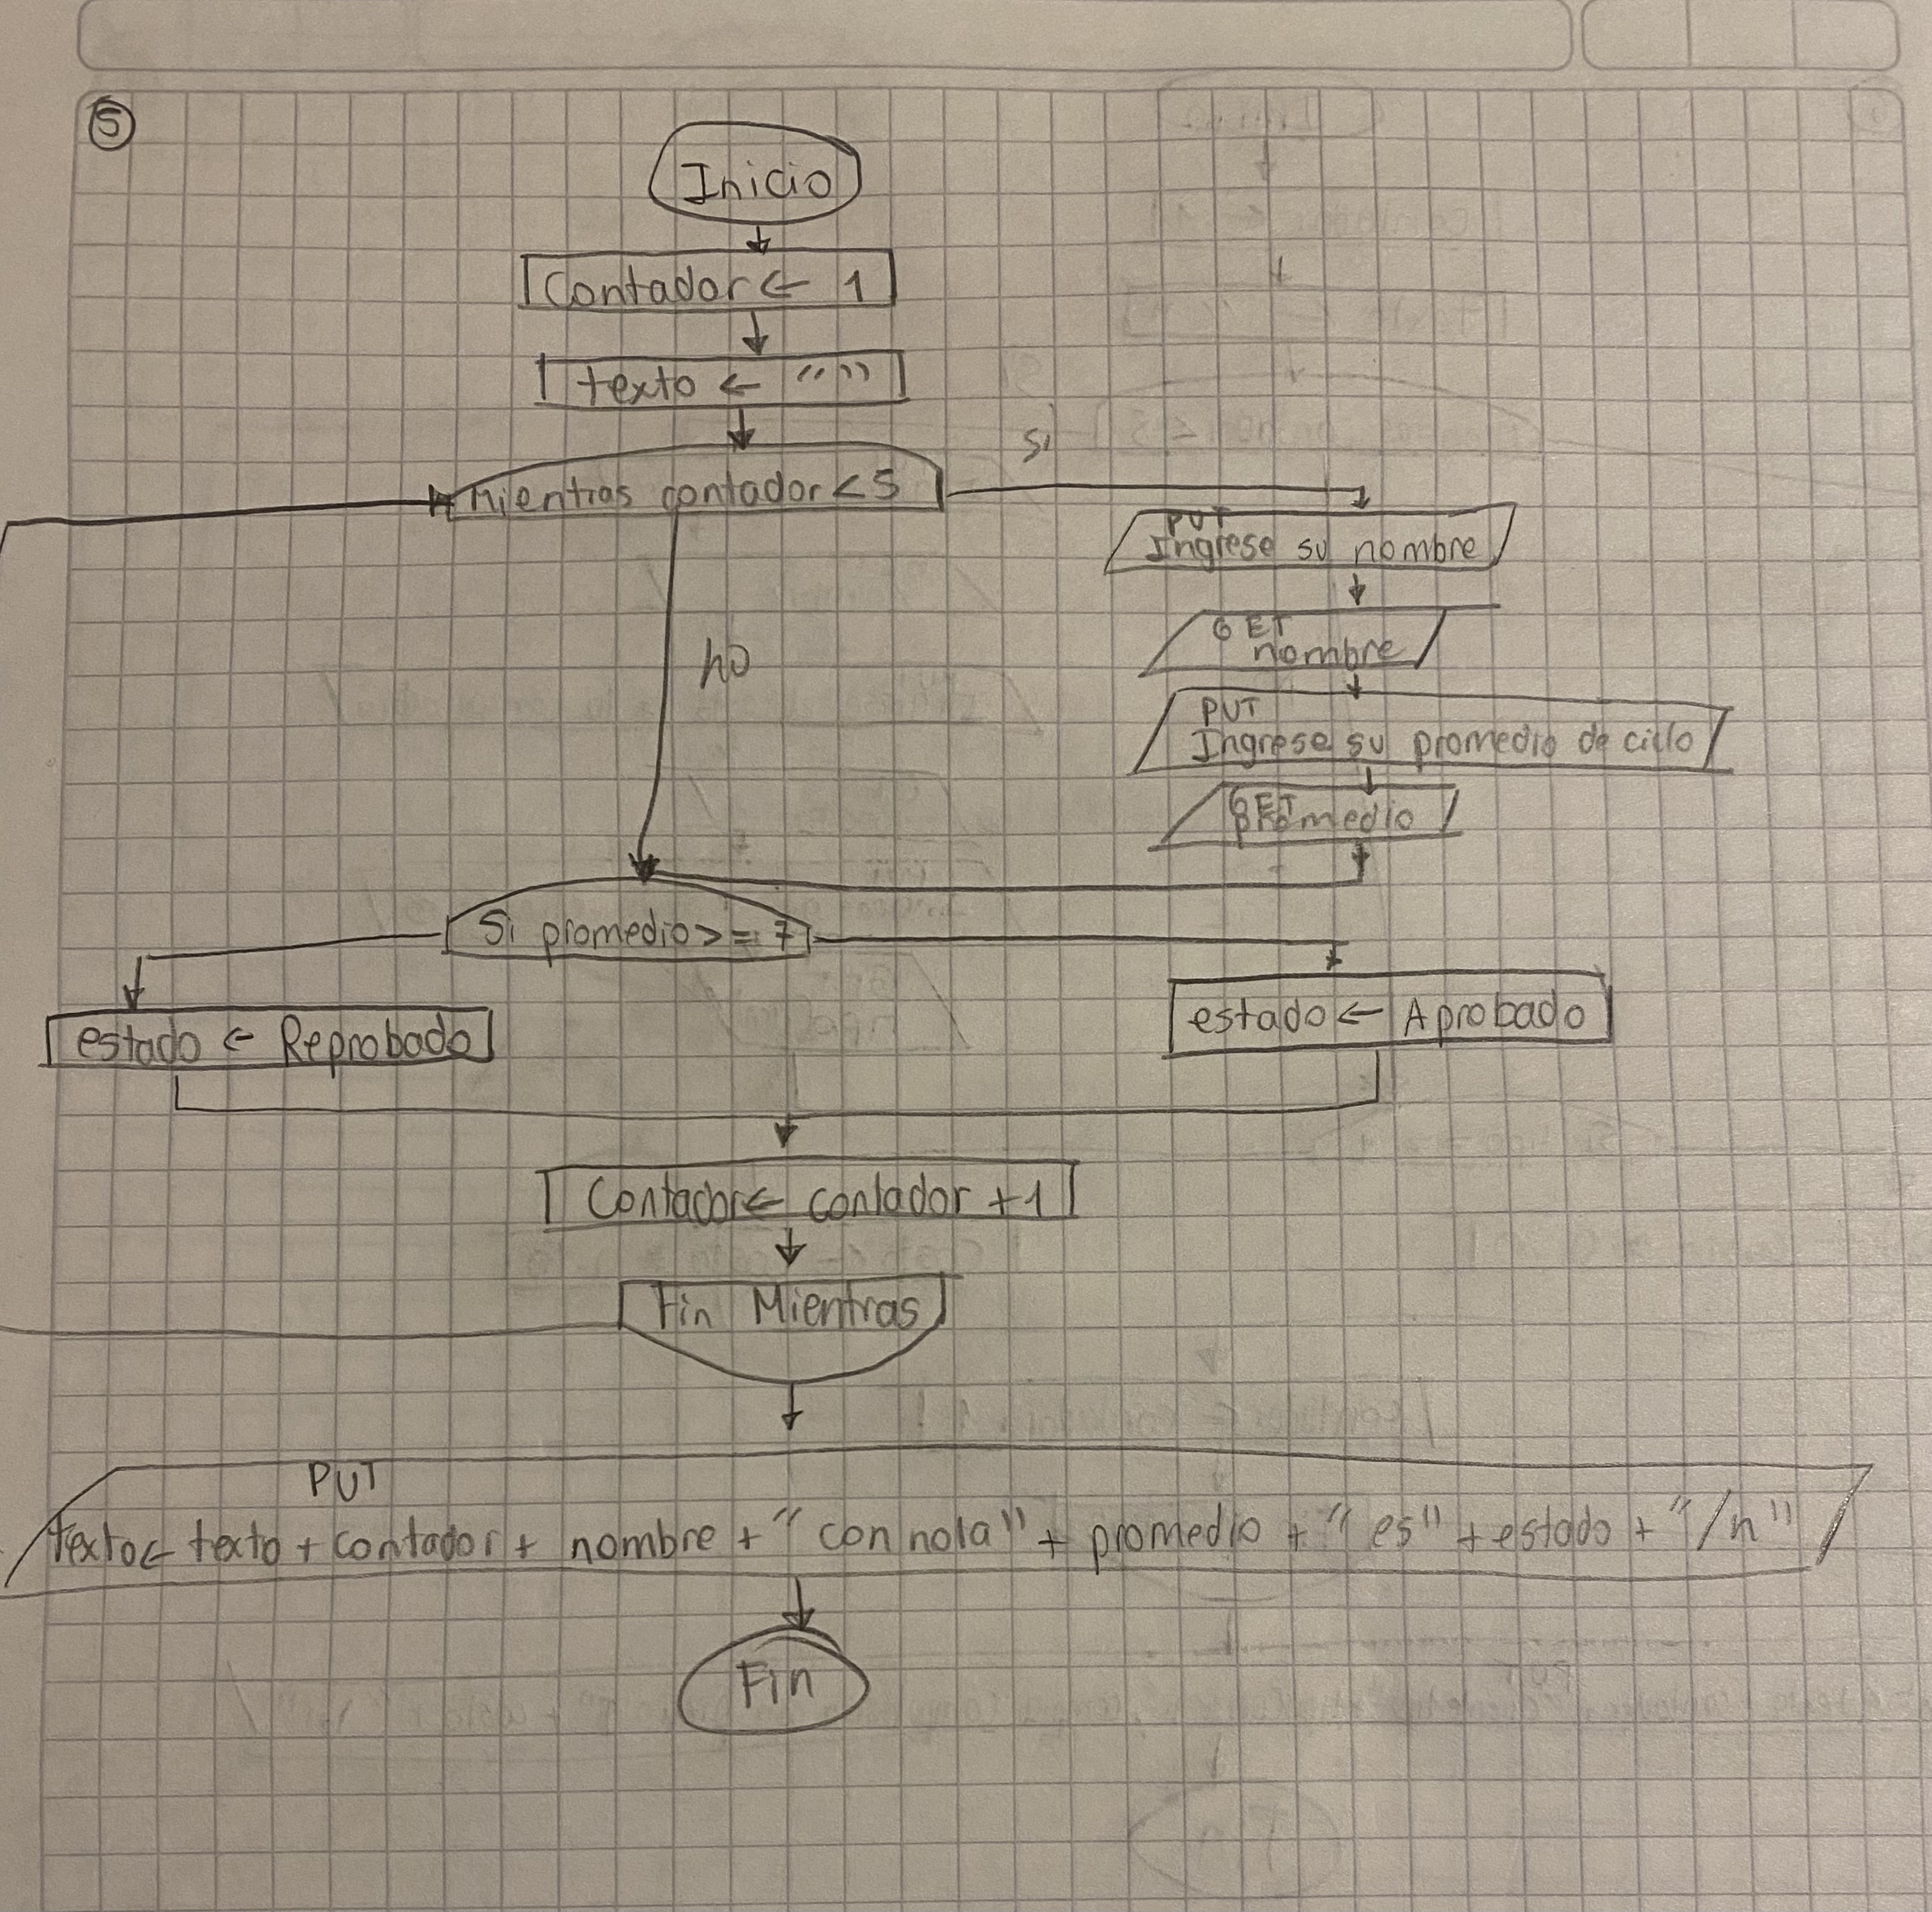 5
Inicio
Contador ← 1
texto ← “ ”
Si
Mientras contador < 5
PUT
Ingrese su nombre
GET
nombre
no
PUT
Ingrese su promedio de ciclo
GET
promedio
Si promedio >= 7
estado ← Reprobado
estado ← Aprobado
Contador ← contador + 1
Fin Mientras
PUT
texto ← texto + contador + nombre + “ con nota” + promedio + “ es” + estado + “/n”
Fin